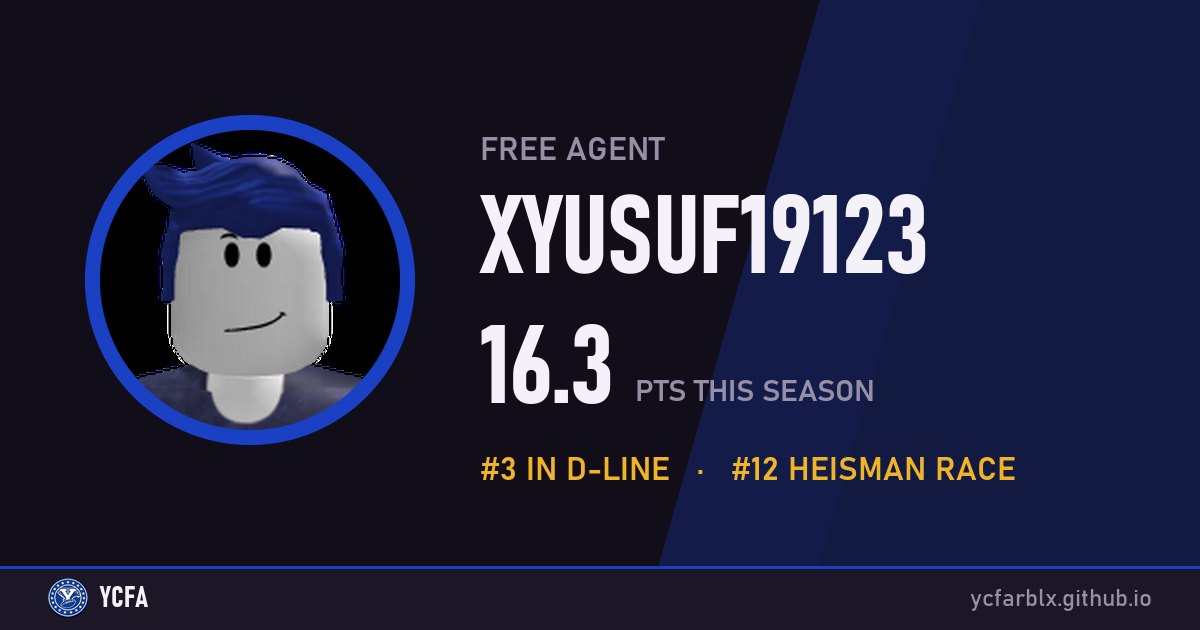 FREE AGENT
XYUSUF19123
16.3 PTS THIS SEASON
#3 IN D-LINE · #12 HEISMAN RACE
YCFA
ycfarblx.github.io